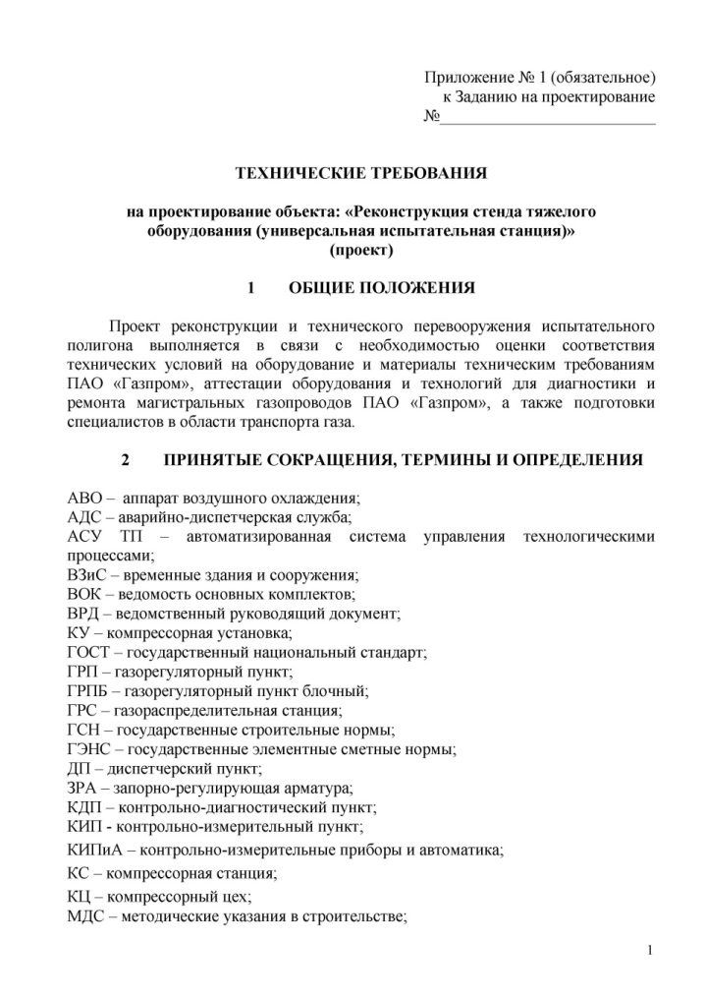 Приложение № 1 (обязательное)
к Заданию на проектирование
№__________________________
ТЕХНИЧЕСКИЕ ТРЕБОВАНИЯ
на проектирование объекта: «Реконструкция стенда тяжелого
оборудования (универсальная испытательная станция)»
(проект)
1 ОБЩИЕ ПОЛОЖЕНИЯ
Проект реконструкции и технического перевооружения испытательного
полигона выполняется в связи с необходимостью оценки соответствия
технических условий на оборудование и материалы техническим требованиям
ПАО «Газпром», аттестации оборудования и технологий для диагностики и
ремонта магистральных газопроводов ПАО «Газпром», а также подготовки
специалистов в области транспорта газа.
2 ПРИНЯТЫЕ СОКРАЩЕНИЯ, ТЕРМИНЫ И ОПРЕДЕЛЕНИЯ
АВО – аппарат воздушного охлаждения;
АДС – аварийно-диспетчерская служба;
АСУ ТП – автоматизированная система управления технологическими
процессами;
ВЗиС – временные здания и сооружения;
ВОК – ведомость основных комплектов;
ВРД – ведомственный руководящий документ;
КУ – компрессорная установка;
ГОСТ – государственный национальный стандарт;
ГРП – газорегуляторный пункт;
ГРПБ – газорегуляторный пункт блочный;
ГРС – газораспределительная станция;
ГСН – государственные строительные нормы;
ГЭНС – государственные элементные сметные нормы;
ДП – диспетчерский пункт;
ЗРА – запорно-регулирующая арматура;
КДП – контрольно-диагностический пункт;
КИП - контрольно-измерительный пункт;
КИПиА – контрольно-измерительные приборы и автоматика;
КС – компрессорная станция;
КЦ – компрессорный цех;
МДС – методические указания в строительстве;
1